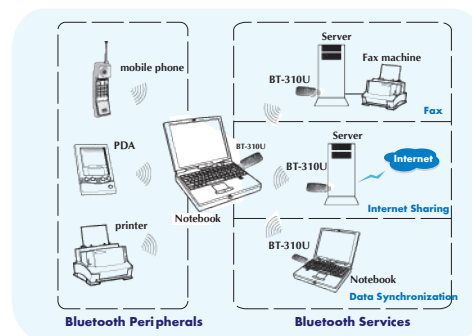 mobile phone
PDA
printer
Bluetooth Peripherals
BT-310U
Notebook
Server
Fax machine
BT-310U
Fax
Server
BT-310U
Internet
Internet Sharing
BT-310U
Notebook
Data Synchronization
Bluetooth Services